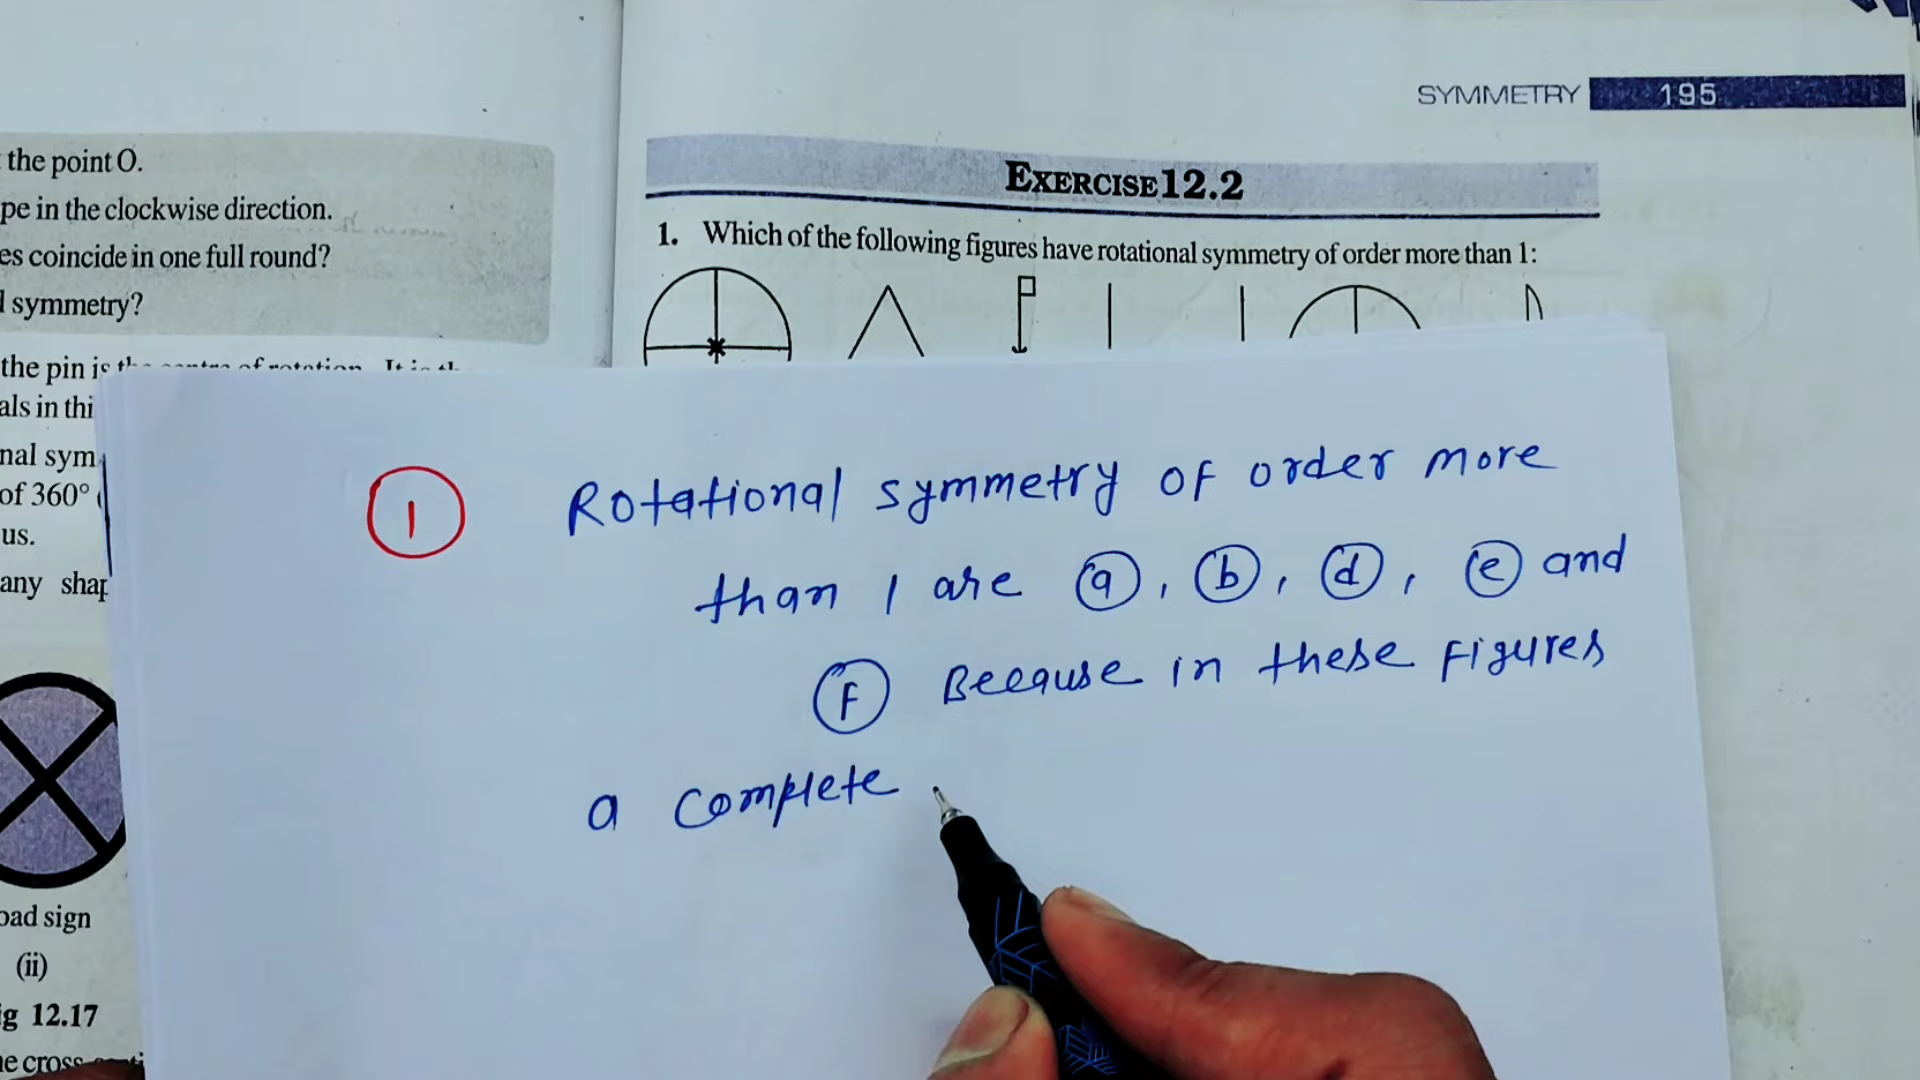 the point O.
pe in the clockwise direction.
es coincide in one full round?
symmetry?
the pin is
als in thi
nal sym
of 360°
us.
any shap
oad sign
(ii)
ig 12.17
e cross
SYMMETRY 195
EXERCISE 12.2
1. Which of the following figures have rotational symmetry of order more than 1:
1 Rotational symmetry of order more
than 1 are a, b, d, e and
F Because in these figures
a complete